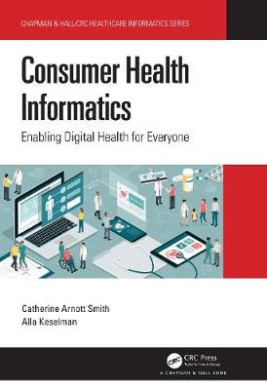 CHAPMAN & HALL/CRC HEALTHCARE INFORMATICS SERIES
Consumer Health
Informatics
Enabling Digital Health for Everyone
Catherine Arnott Smith
Alla Keselman
CRC Press
Taylor & Francis Group
A CHAPMAN & HALL BOOK